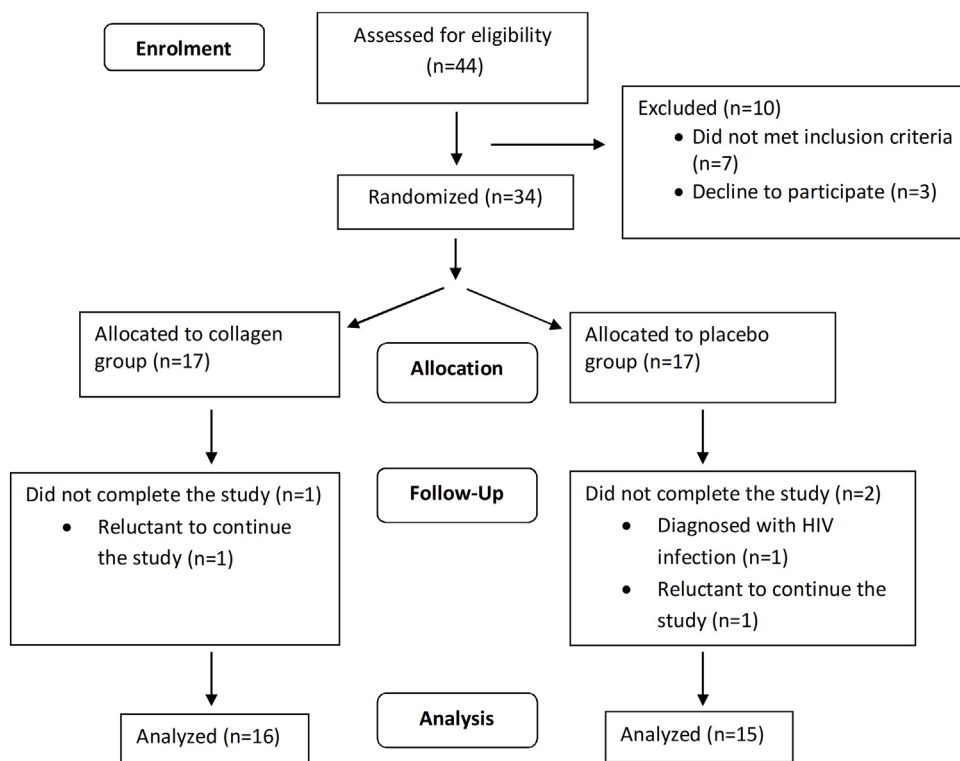 Enrolment
Assessed for eligibility
(n=44)
Excluded (n=10)
• Did not met inclusion criteria
(n=7)
• Decline to participate (n=3)
Randomized (n=34)
Allocated to collagen
group (n=17)
Allocation
Allocated to placebo
group (n=17)
Did not complete the study (n=1)
• Reluctant to continue
the study (n=1)
Follow-Up
Did not complete the study (n=2)
• Diagnosed with HIV
infection (n=1)
• Reluctant to continue the
study (n=1)
Analyzed (n=16)
Analysis
Analyzed (n=15)